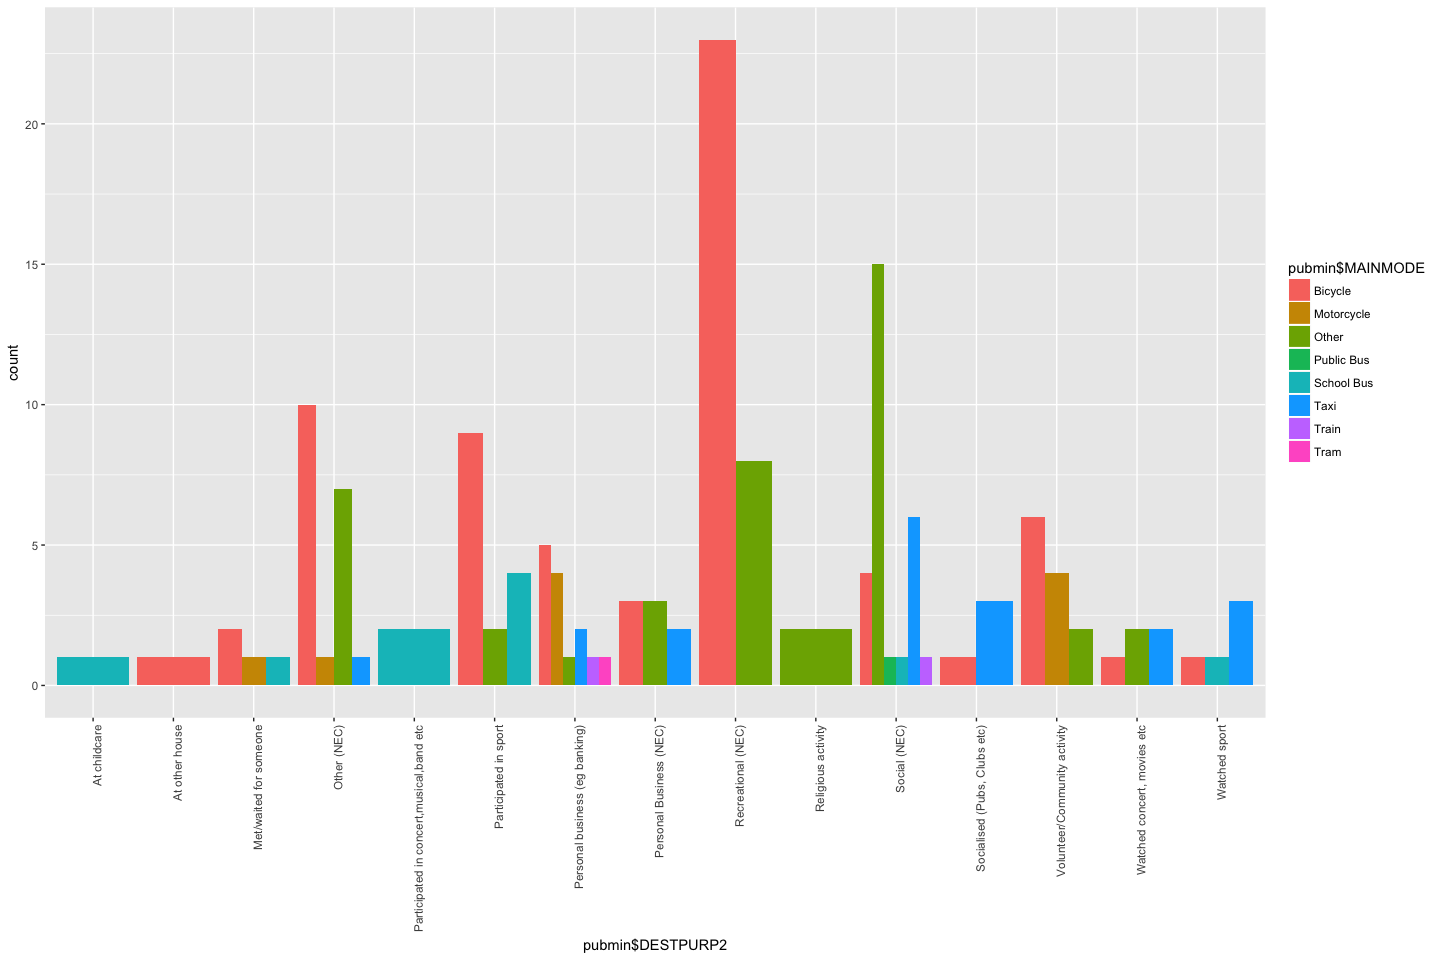 20
15
10
5
0
count
At childcare
At other house
Met/waited for someone
Other (NEC)
Participated in concert,musical,band etc
Participated in sport
Personal business (eg banking)
Personal Business (NEC)
Recreational (NEC)
Religious activity
Social (NEC)
Socialised (Pubs, Clubs etc)
Volunteer/Community activity
Watched concert, movies etc
Watched sport
pubmin$DESTPURP2
pubmin$MAINMODE
Bicycle
Motorcycle
Other
Public Bus
School Bus
Taxi
Train
Tram